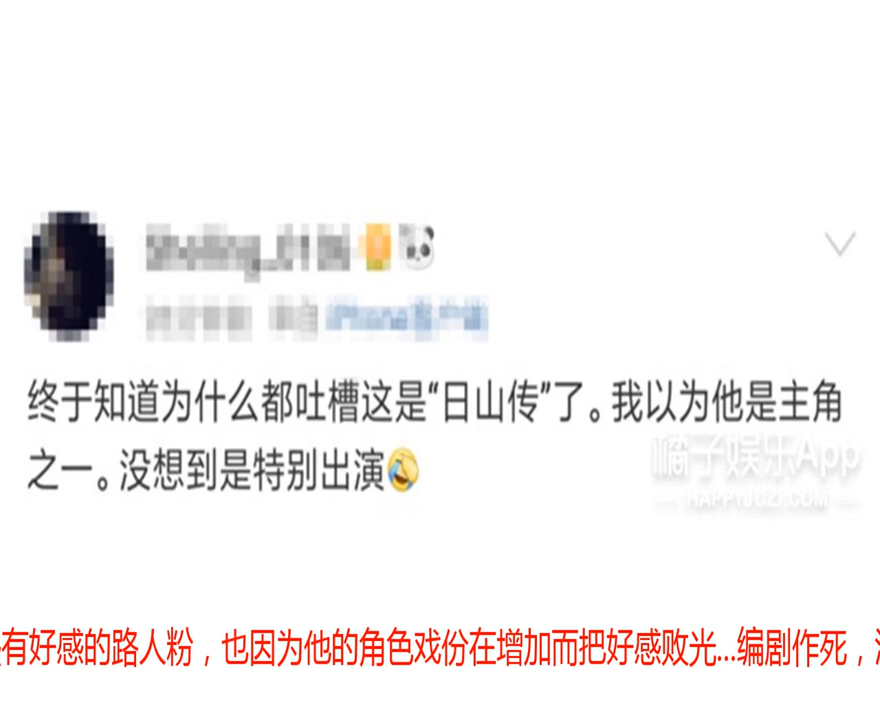 终于知道为什么都吐槽这是“日山传”了。我以为他是主角
之一。没想到是特别出演🤣
橘子娱乐App
HAPPYJUZI.COM
有好感的路人粉，也因为他的角色戏份在增加而把好感败光...编剧作死，